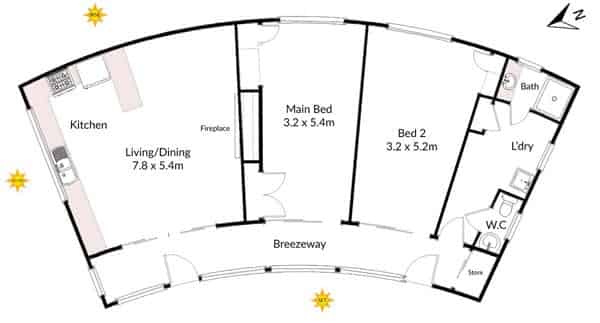 N
Kitchen
Living/Dining
7.8 x 5.4m
Fireplace
Main Bed
3.2 x 5.4m
Bed 2
3.2 x 5.2m
Bath
L'dry
W.C
Store
Breezeway